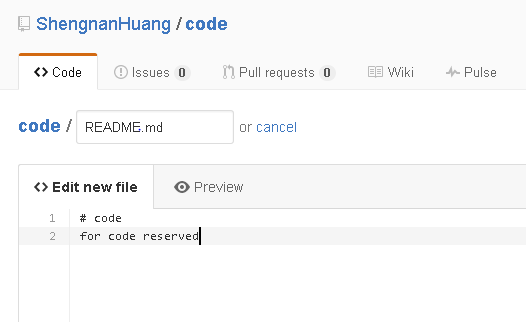 ShengnanHuang / code
<> Code Issues 0 Pull requests 0 Wiki Pulse
code / README.md or cancel
<> Edit new file Preview
1 # code
2 for code reserved